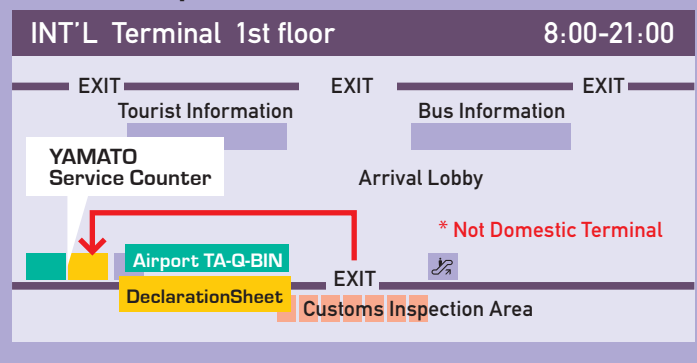 INT'L Terminal 1st floor 8:00-21:00
EXIT EXIT EXIT
Tourist Information Bus Information
YAMATO
Service Counter
Arrival Lobby
* Not Domestic Terminal
Airport TA-Q-BIN
EXIT
DeclarationSheet
Customs Inspection Area